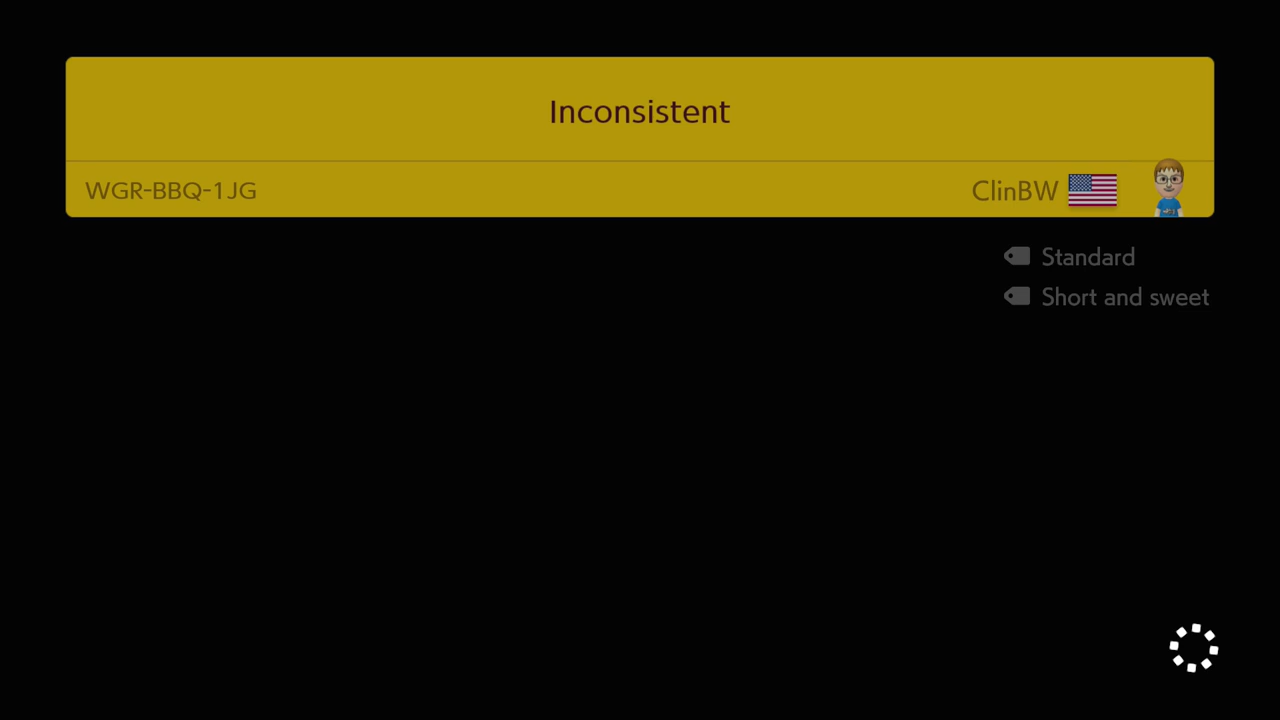 Inconsistent
WGR-BBQ-1JG
ClinBW
Standard
Short and sweet